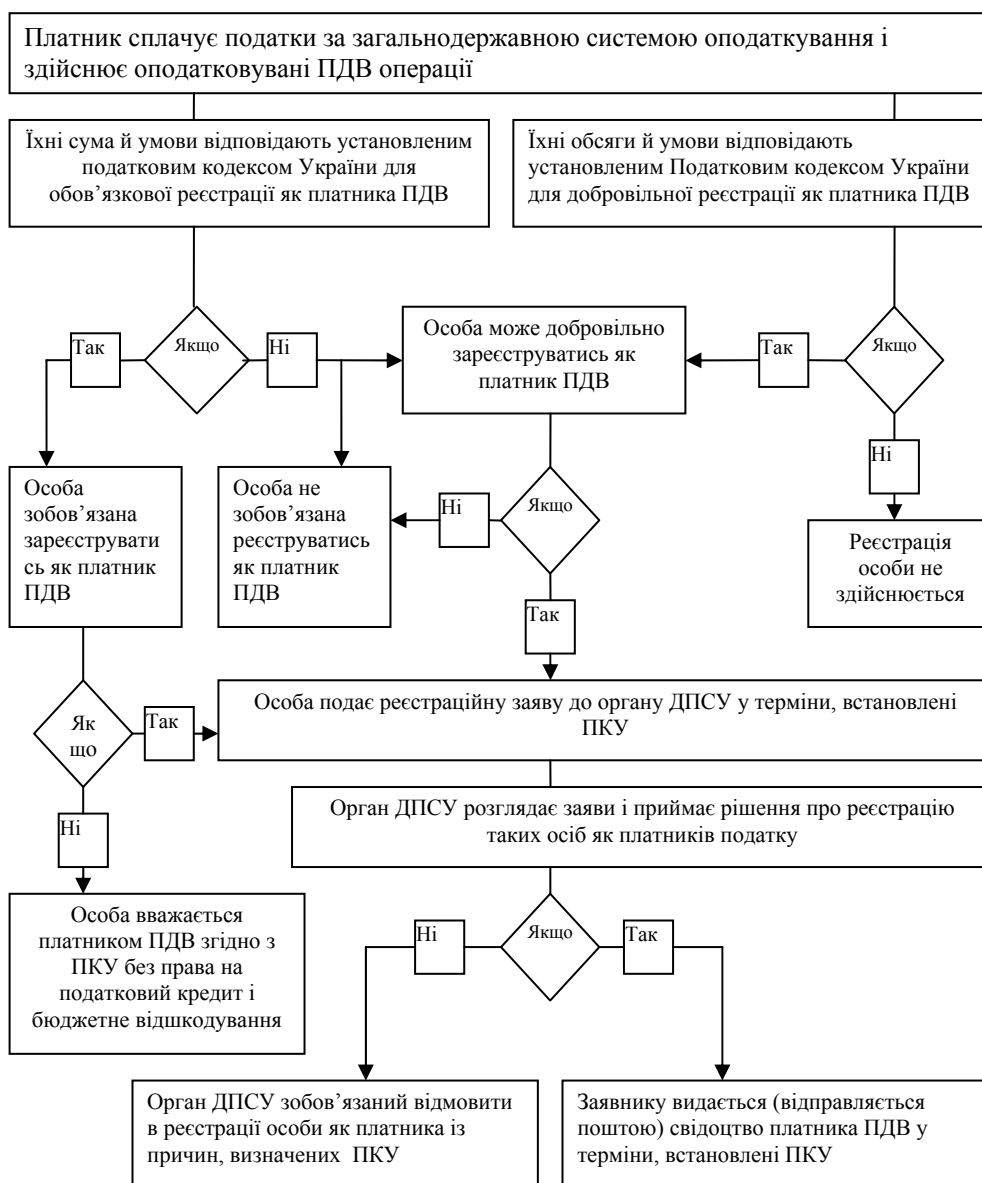 Платник сплачує податки за загальнодержавною системою оподаткування і
здійснює оподатковувані ПДВ операції
Їхні сума й умови відповідають установленим
податковим кодексом України для
обов’язкової реєстрації як платника ПДВ
Їхні обсяги й умови відповідають
установленим Податковим кодексом України
для добровільної реєстрації як платника ПДВ
Так
Якщо
Ні
Особа може добровільно
зареєструватись як
платник ПДВ
Так
Якщо
Ні
Особа
зобов’язана
зареєструвати
сь як платник
ПДВ
Особа не
зобов’язана
реєструватись
як платник
ПДВ
Ні
Якщо
Реєстрація
особи не
здійснюється
Так
Як
що
Так
Особа подає реєстраційну заяву до органу ДПСУ у терміни, встановлені
ПКУ
Орган ДПСУ розглядає заяви і приймає рішення про реєстрацію
таких осіб як платників податку
Ні
Особа вважається
платником ПДВ згідно з
ПКУ без права на
податковий кредит і
бюджетне відшкодування
Ні
Якщо
Так
Орган ДПСУ зобов’язаний відмовити
в реєстрації особи як платника із
причин, визначених ПКУ
Заявнику видається (відправляється
поштою) свідоцтво платника ПДВ у
терміни, встановлені ПКУ